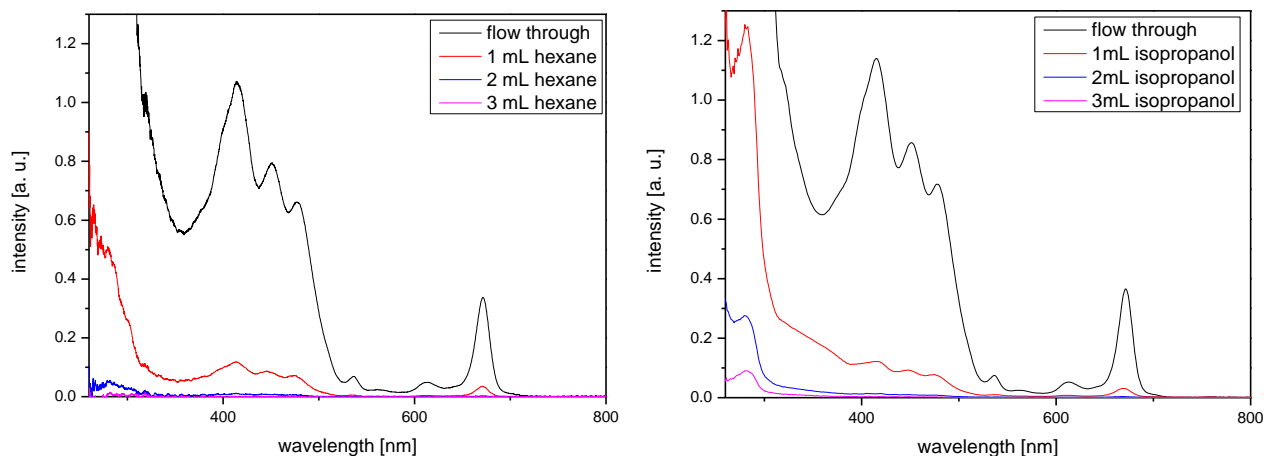 1.2
1.0
0.8
0.6
0.4
0.2
0.0
intensity [a. u.]
flow through
1 mL hexane
2 mL hexane
3 mL hexane
400
600
800
wavelength [nm]
1.2
1.0
0.8
0.6
0.4
0.2
0.0
intensity [a. u.]
flow through
1mL isopropanol
2mL isopropanol
3mL isopropanol
400
600
800
wavelength [nm]